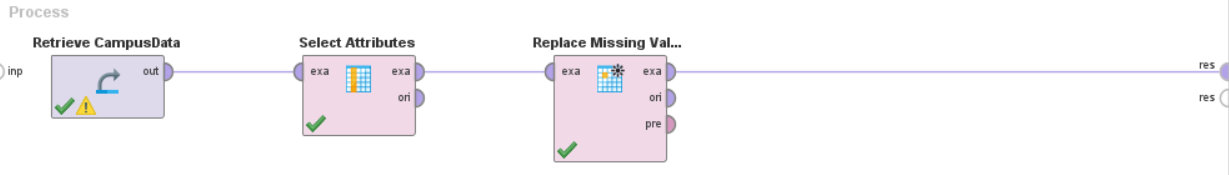 Process
Retrieve CampusData
Select Attributes
Replace Missing Val...
inp
out
exa
exa
ori
exa
exa
ori
pre
res
res